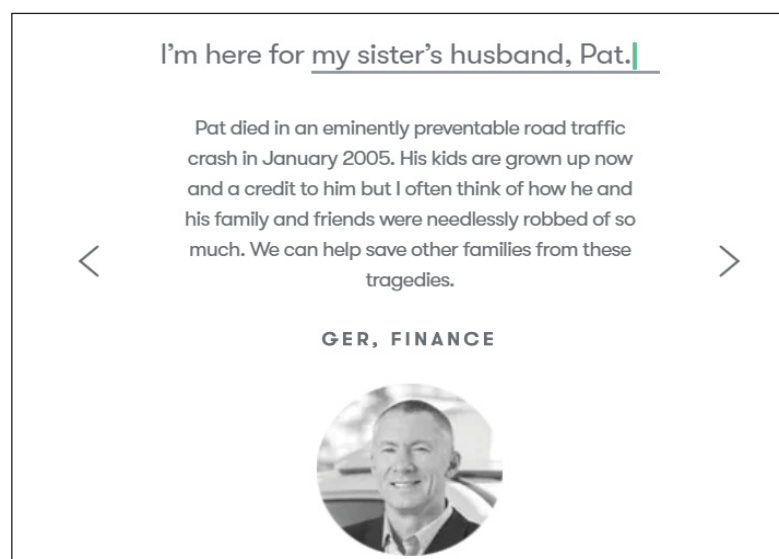 I'm here for my sister's husband, Pat.
Pat died in an eminently preventable road traffic
crash in January 2005. His kids are grown up now
and a credit to him but I often think of how he and
his family and friends were needlessly robbed of so
much. We can help save other families from these
tragedies.
GER, FINANCE